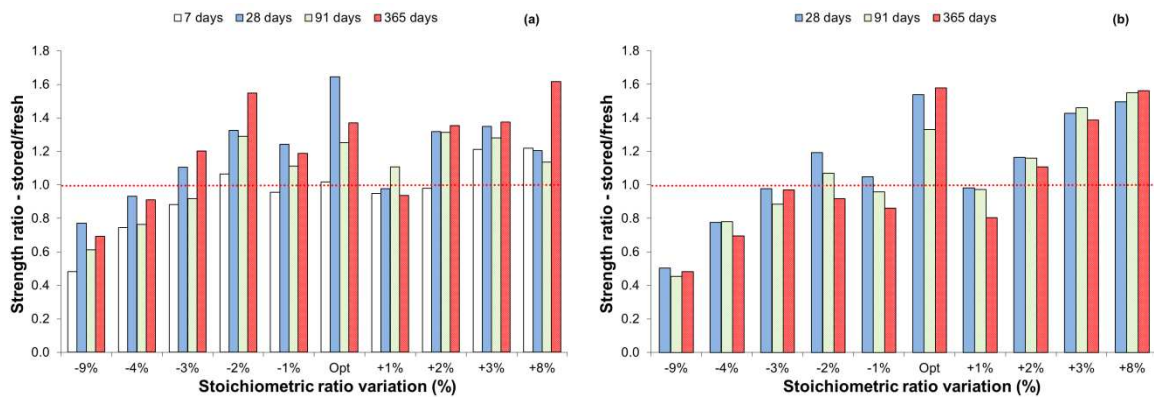 7 days 28 days 91 days 365 days (a)
1.8
1.6
1.4
1.2
1.0
0.8
0.6
0.4
0.2
0.0
Strength ratio - stored/fresh
-9% -4% -3% -2% -1% Opt +1% +2% +3% +8%
Stoichiometric ratio variation (%)
28 days 91 days 365 days (b)
1.8
1.6
1.4
1.2
1.0
0.8
0.6
0.4
0.2
0.0
Strength ratio - stored/fresh
-9% -4% -3% -2% -1% Opt +1% +2% +3% +8%
Stoichiometric ratio variation (%)